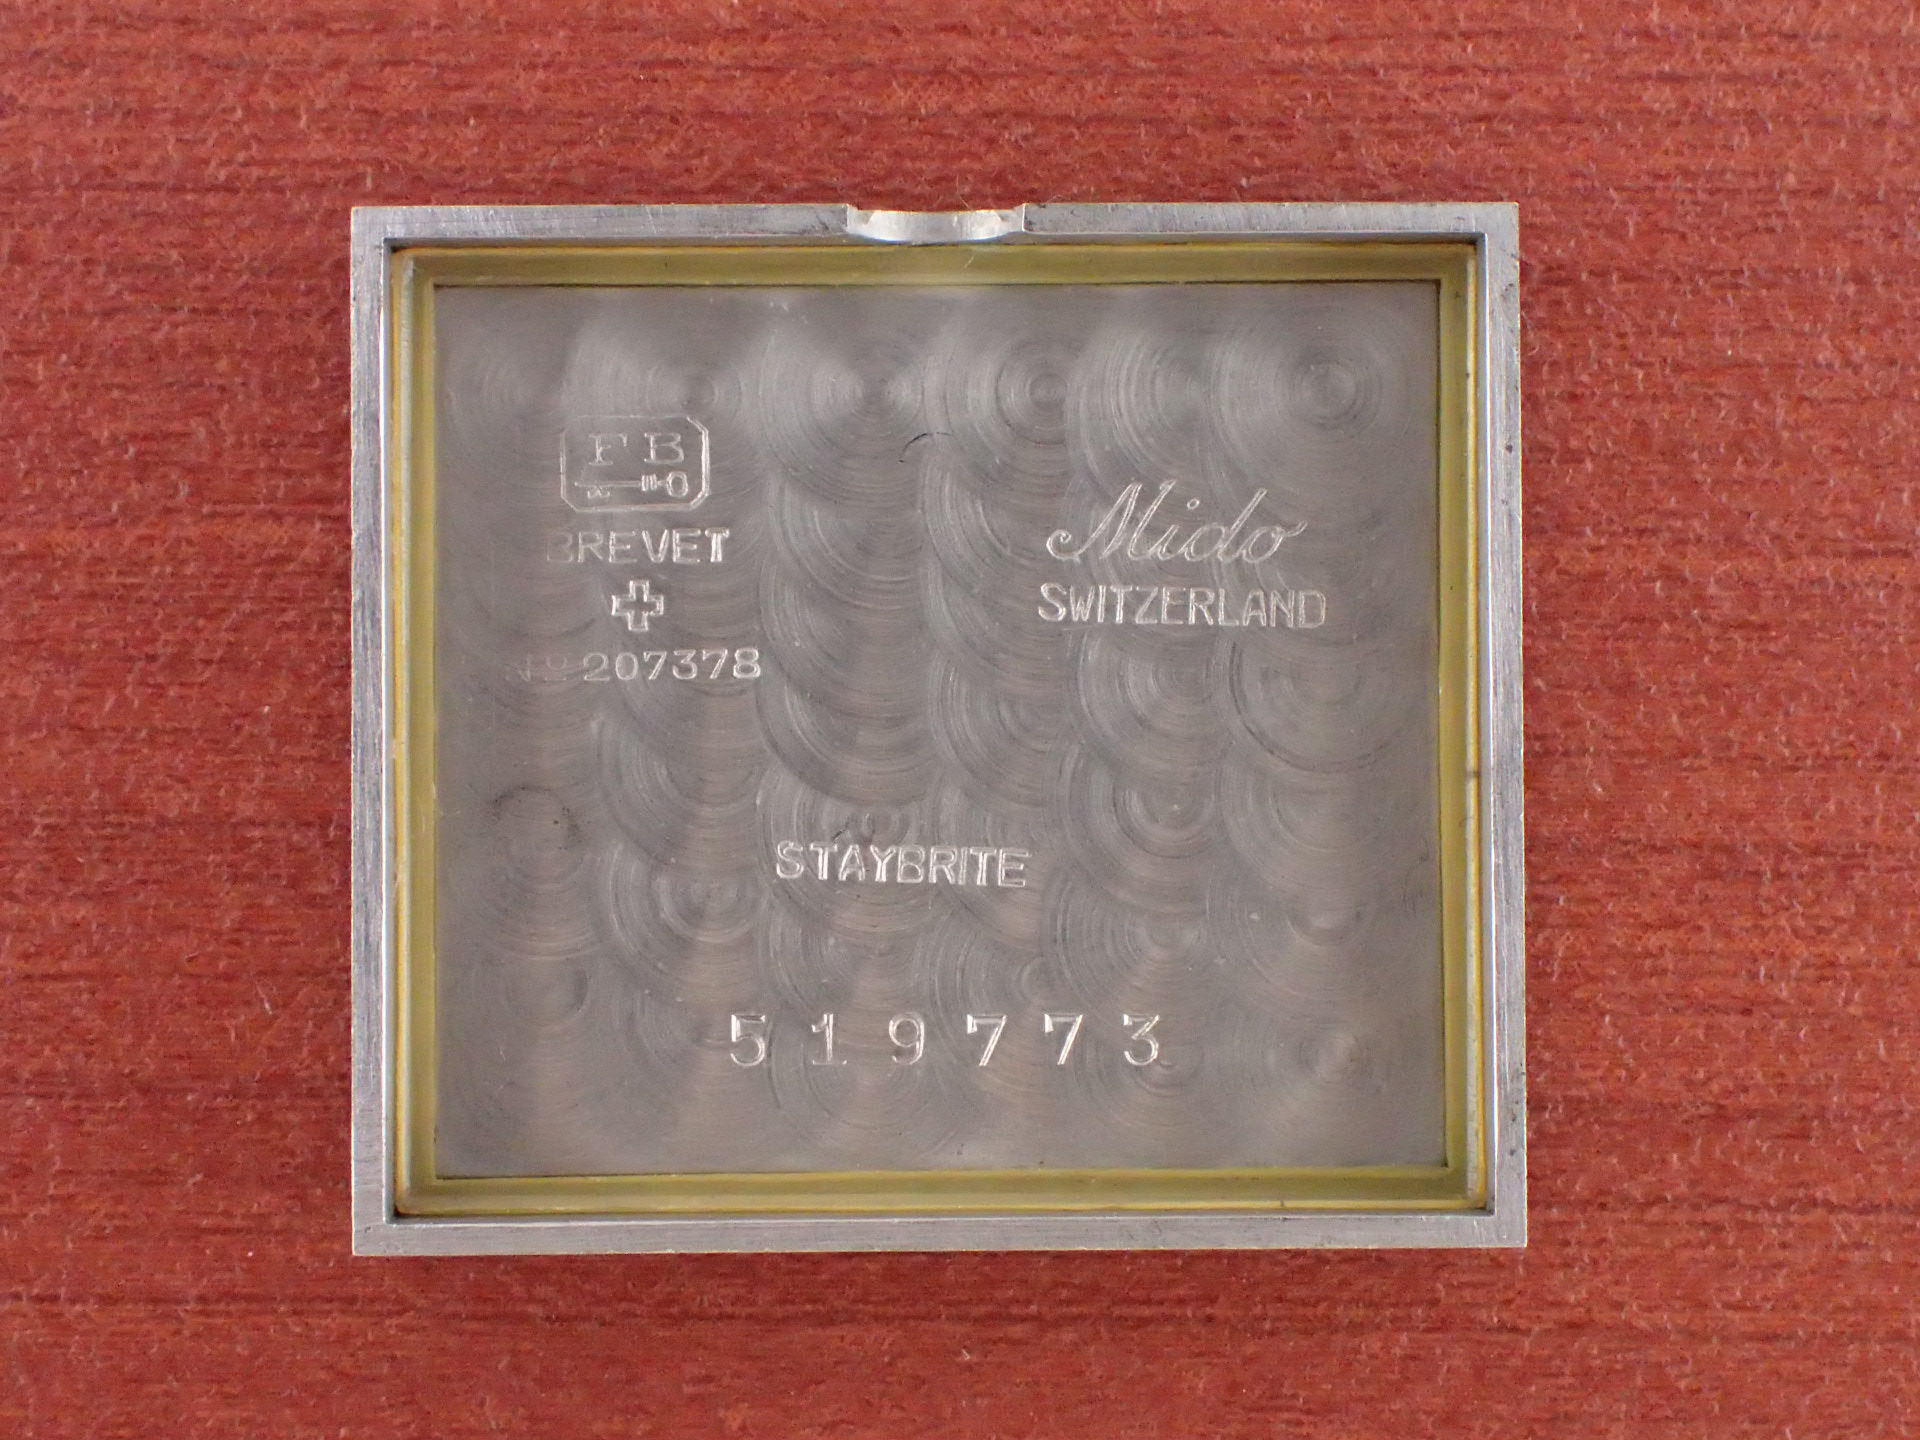 FB
BREVET
No 207378
Mido
SWITZERLAND
STAYBRITE
519773